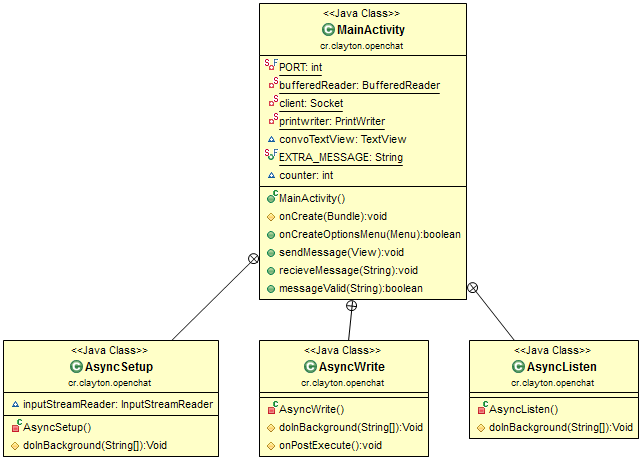 <<Java Class>>
MainActivity
cr.clayton.openchat
PORT: int
bufferedReader: BufferedReader
client: Socket
printwriter: PrintWriter
convoTextView: TextView
EXTRA_MESSAGE: String
counter: int
MainActivity()
onCreate(Bundle):void
onCreateOptionsMenu(Menu):boolean
sendMessage(View):void
recieveMessage(String):void
messageValid(String):boolean
<<Java Class>>
AsyncSetup
cr.clayton.openchat
inputStreamReader: InputStreamReader
AsyncSetup()
doInBackground(String[]):Void
<<Java Class>>
AsyncWrite
cr.clayton.openchat
AsyncWrite()
doInBackground(String[]):Void
onPostExecute():void
<<Java Class>>
AsyncListen
cr.clayton.openchat
AsyncListen()
doInBackground(String[]):Void